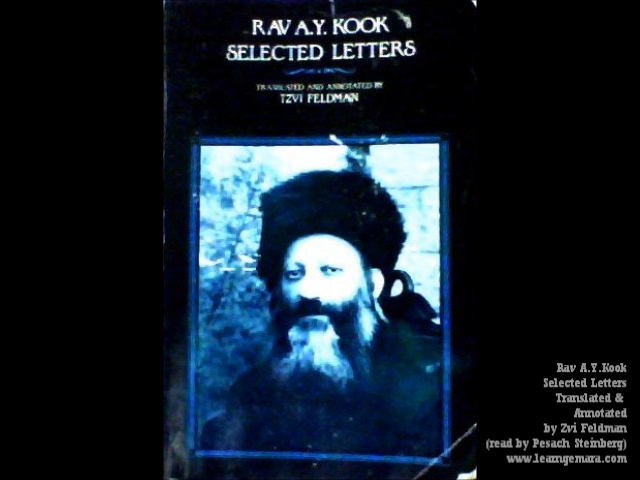 RAV A.Y. KOOK
SELECTED LETTERS
TRANSLATED AND ANNOTATED BY
TZVI FELDMAN
Rav A.Y.Kook
Selected Letters
Translated &
Annotated
by Zvi Feldman
(read by Pesach Steinberg)
www.learngemara.com